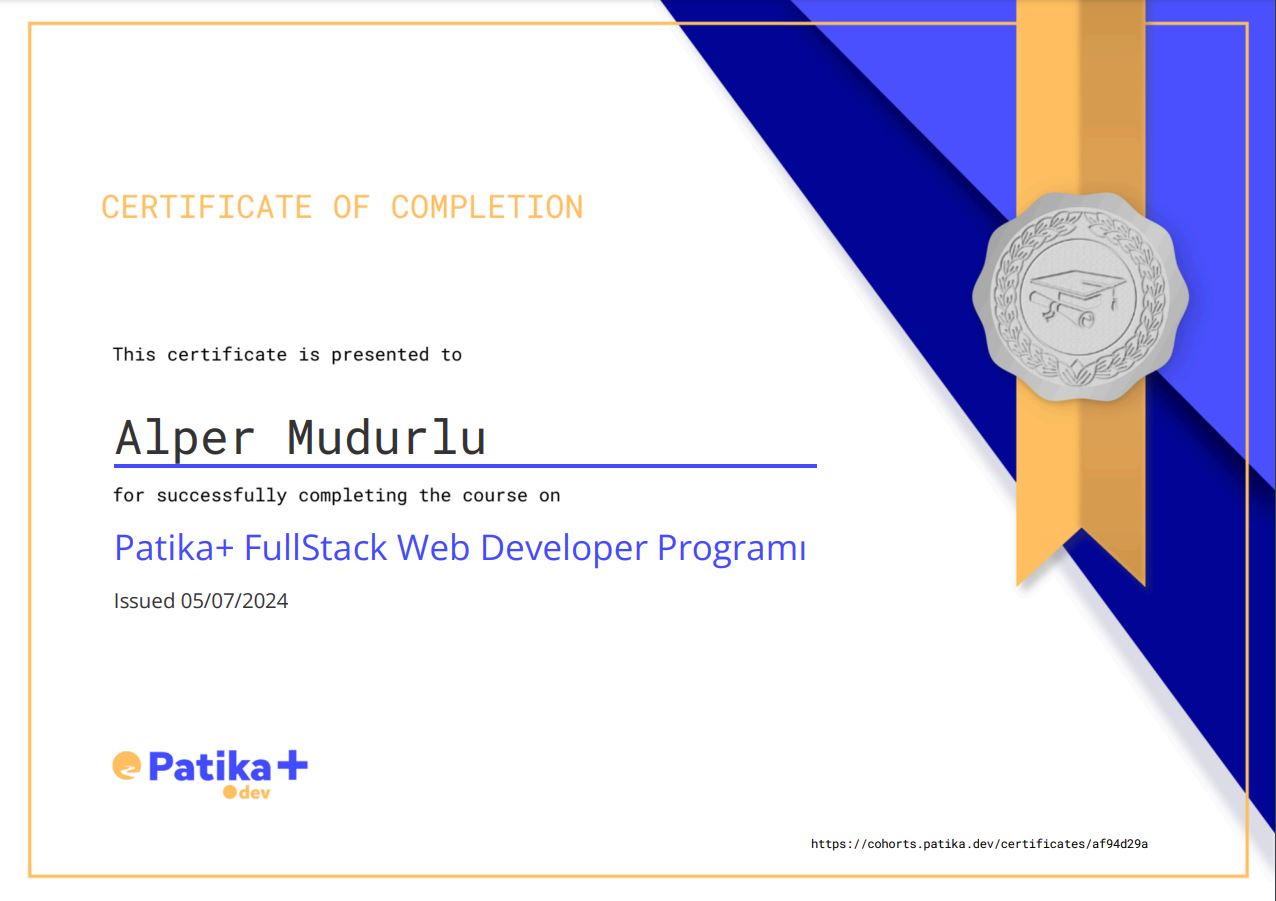 CERTIFICATE OF COMPLETION
This certificate is presented to
Alper Mudurlu
for successfully completing the course on
Patika+ FullStack Web Developer Programı
Issued 05/07/2024
Patika+
dev
https://cohorts.patika.dev/certificates/af94d29a